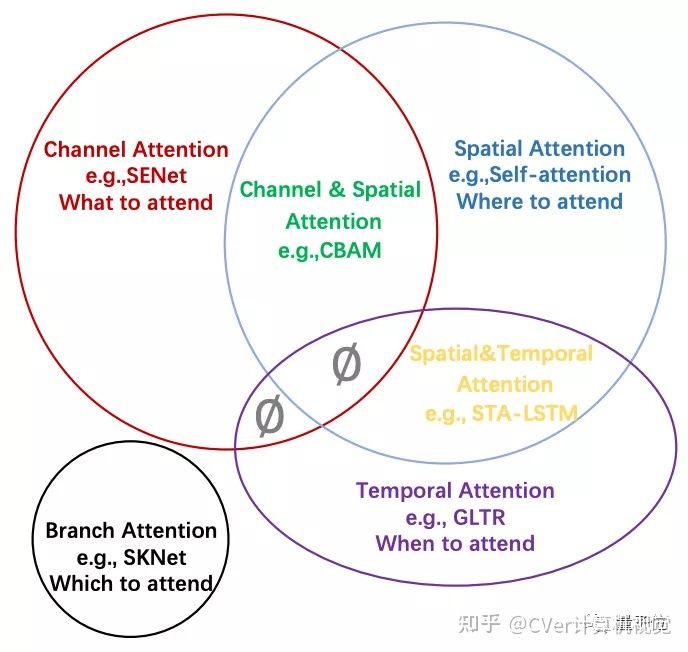 Channel Attention
e.g.,SENet
What to attend
Spatial Attention
e.g.,Self-attention
Where to attend
Channel & Spatial
Attention
e.g.,CBAM
∅
∅
Spatial&Temporal
Attention
e.g., STA-LSTM
Temporal Attention
e.g., GLTR
When to attend
Branch Attention
e.g., SKNet
Which to attend
知乎 @CVer计算机视觉